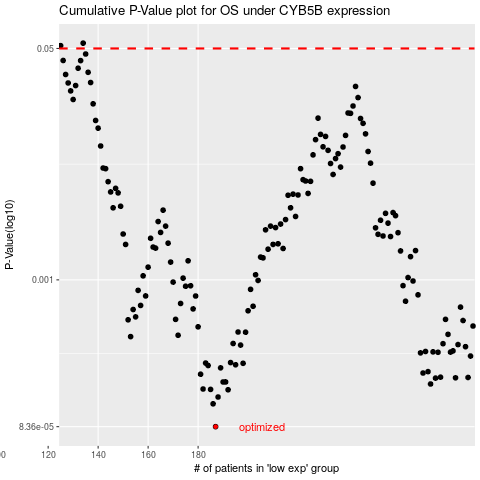 Cumulative P-Value plot for OS under CYB5B expression
P-Value(log10)
0.05
0.001
8.36e-05
optimized
00 120 140 160 180
# of patients in 'low exp' group